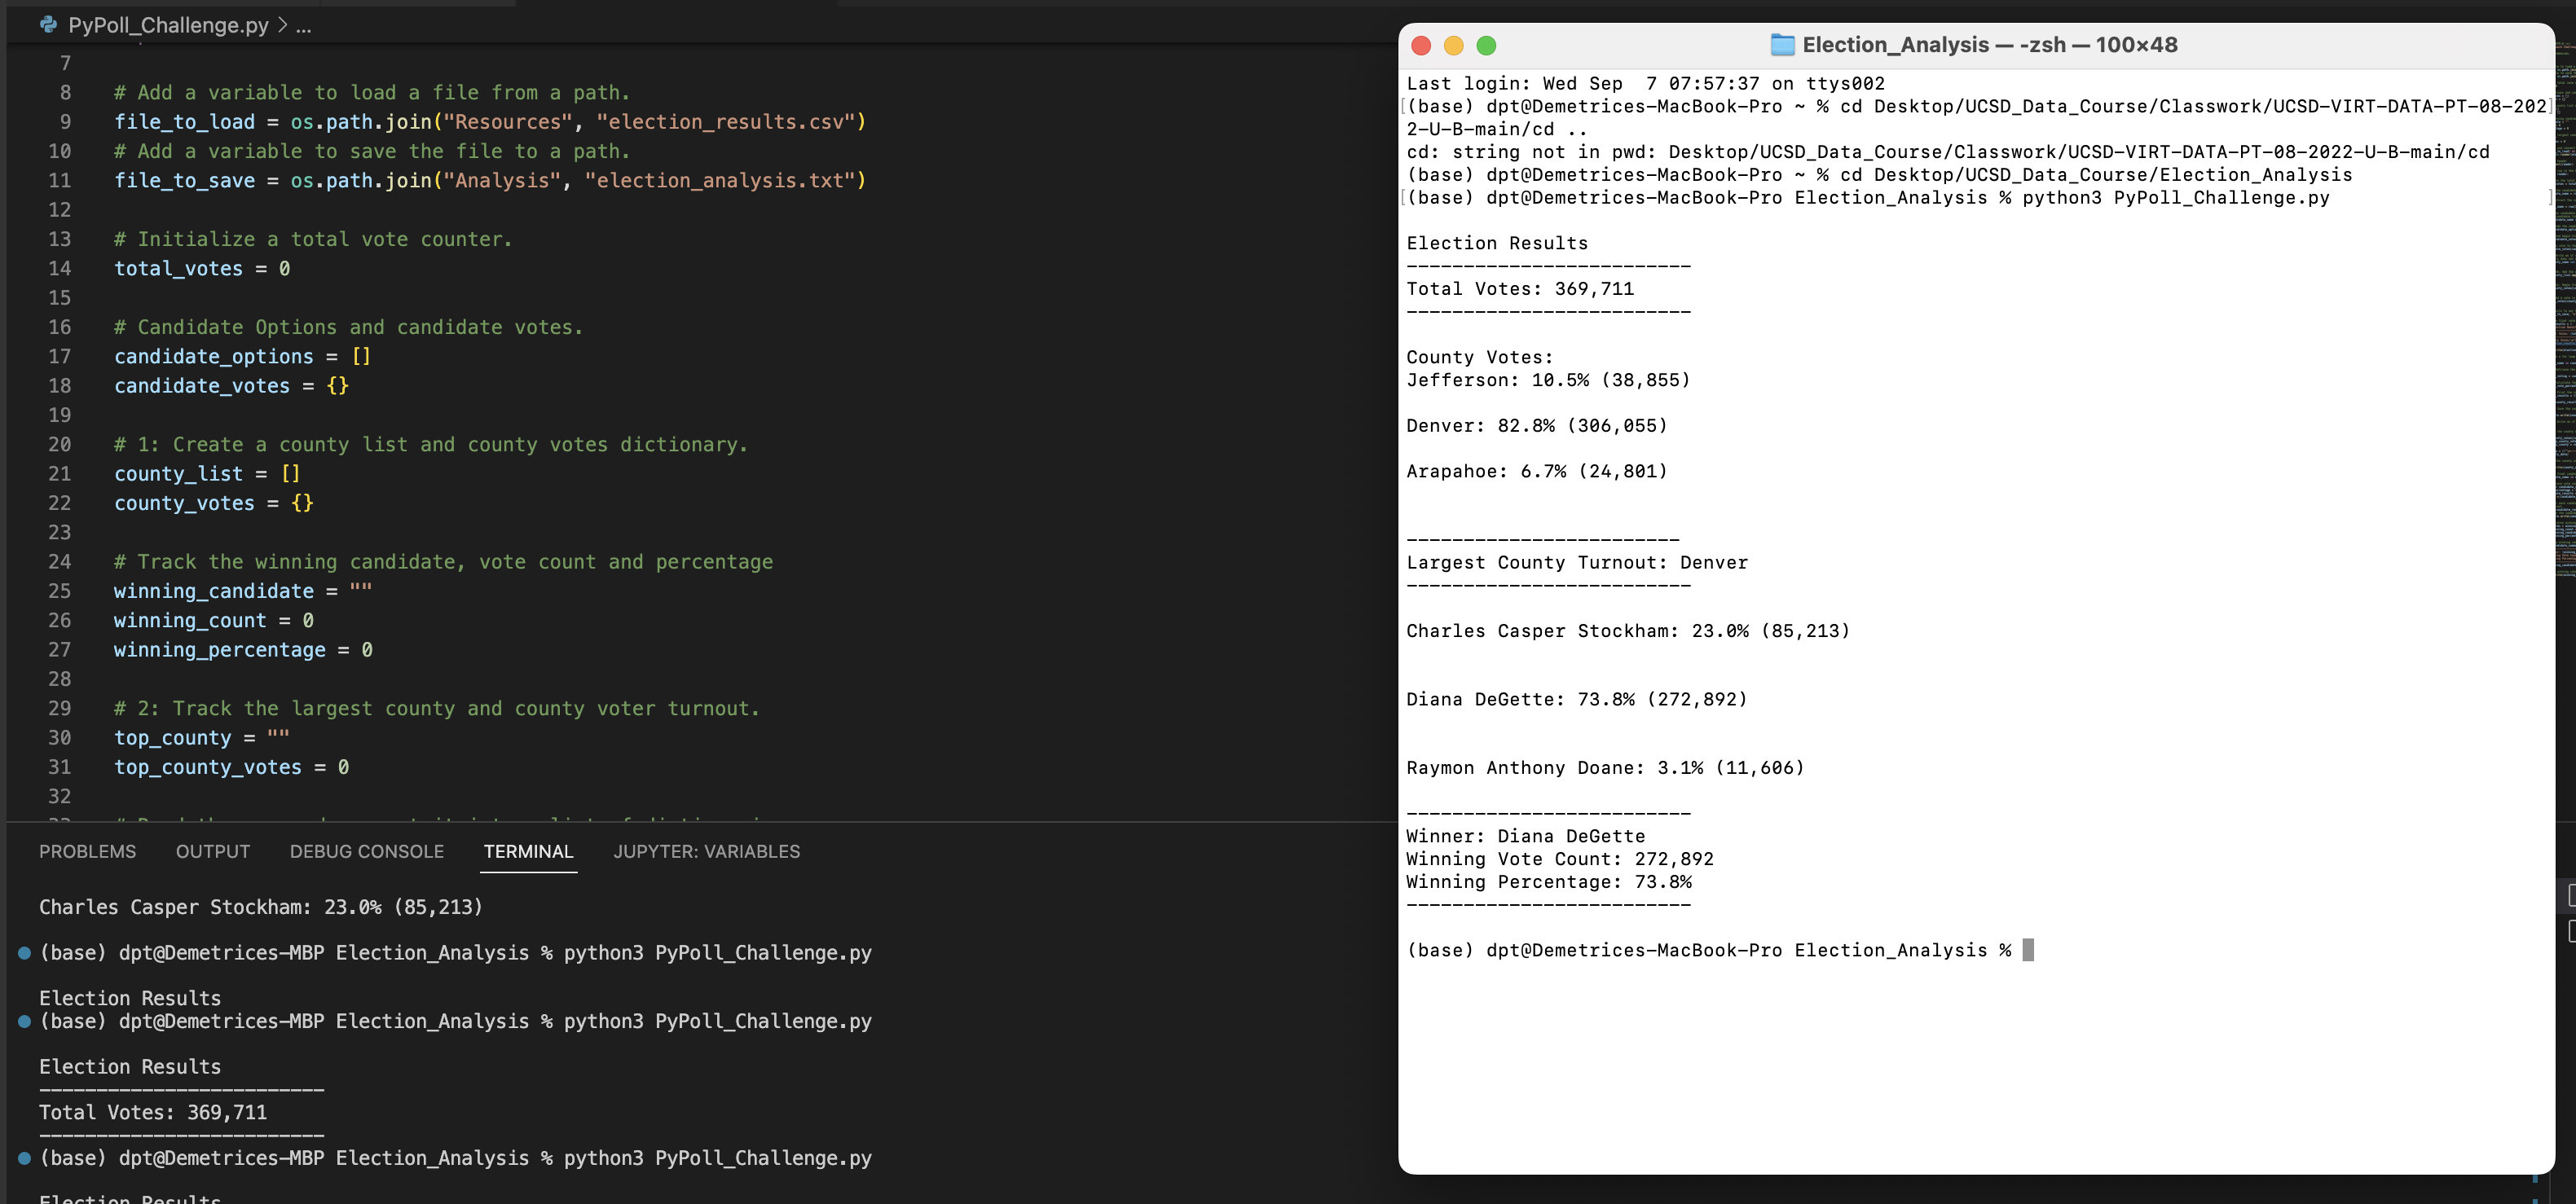 PyPoll_Challenge.py > ...
7
8 # Add a variable to load a file from a path.
9 file_to_load = os.path.join("Resources", "election_results.csv")
10 # Add a variable to save the file to a path.
11 file_to_save = os.path.join("Analysis", "election_analysis.txt")
12
13 # Initialize a total vote counter.
14 total_votes = 0
15
16 # Candidate Options and candidate votes.
17 candidate_options = []
18 candidate_votes = {}
19
20 # 1: Create a county list and county votes dictionary.
21 county_list = []
22 county_votes = {}
23
24 # Track the winning candidate, vote count and percentage
25 winning_candidate = ""
26 winning_count = 0
27 winning_percentage = 0
28
29 # 2: Track the largest county and county voter turnout.
30 top_county = ""
31 top_county_votes = 0
32
PROBLEMS OUTPUT DEBUG CONSOLE TERMINAL JUPYTER: VARIABLES
Charles Casper Stockham: 23.0% (85,213)
(base) dpt@Demetrices-MBP Election_Analysis % python3 PyPoll_Challenge.py
Election Results
(base) dpt@Demetrices-MBP Election_Analysis % python3 PyPoll_Challenge.py
Election Results
-------------------------
Total Votes: 369,711
-------------------------
(base) dpt@Demetrices-MBP Election_Analysis % python3 PyPoll_Challenge.py
Election Results
Election_Analysis — -zsh — 100×48
Last login: Wed Sep  7 07:57:37 on ttys002
[(base) dpt@Demetrices-MacBook-Pro ~ % cd Desktop/UCSD_Data_Course/Classwork/UCSD-VIRT-DATA-PT-08-202]
2-U-B-main/cd ..
cd: string not in pwd: Desktop/UCSD_Data_Course/Classwork/UCSD-VIRT-DATA-PT-08-2022-U-B-main/cd
(base) dpt@Demetrices-MacBook-Pro ~ % cd Desktop/UCSD_Data_Course/Election_Analysis
[(base) dpt@Demetrices-MacBook-Pro Election_Analysis % python3 PyPoll_Challenge.py ]
Election Results
-------------------------
Total Votes: 369,711
-------------------------
County Votes:
Jefferson: 10.5% (38,855)
Denver: 82.8% (306,055)
Arapahoe: 6.7% (24,801)
------------------------
Largest County Turnout: Denver
-------------------------
Charles Casper Stockham: 23.0% (85,213)
Diana DeGette: 73.8% (272,892)
Raymon Anthony Doane: 3.1% (11,606)
-------------------------
Winner: Diana DeGette
Winning Vote Count: 272,892
Winning Percentage: 73.8%
-------------------------
(base) dpt@Demetrices-MacBook-Pro Election_Analysis %